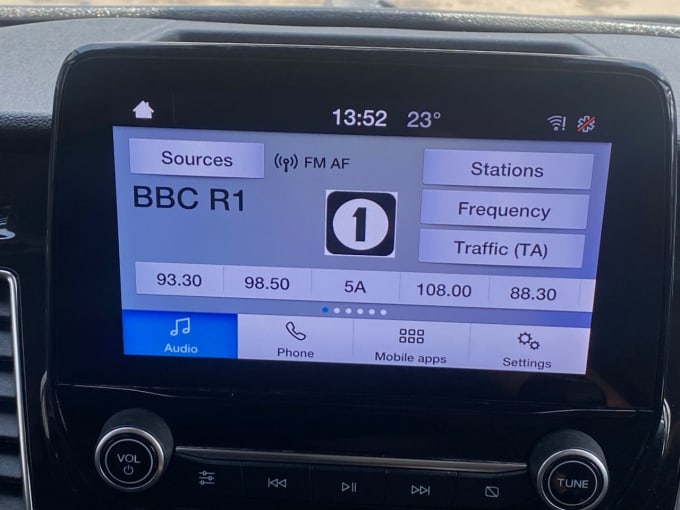 13:52 23°
Sources FM AF Stations
BBC R1 1 Frequency
Traffic (TA)
93.30 98.50 5A 108.00 88.30
Audio Phone Mobile apps Settings
VOL TUNE